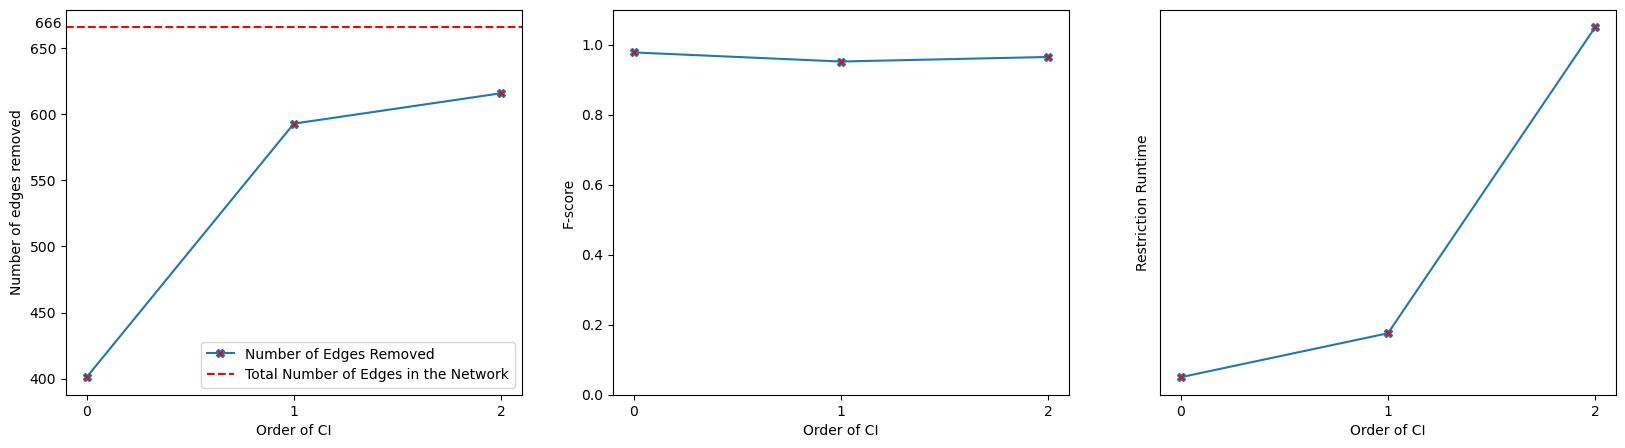 666
650
600
550
500
450
400
Number of edges removed
Number of Edges Removed
Total Number of Edges in the Network
0 1 2
Order of CI
1.0
0.8
0.6
0.4
0.2
0.0
F-score
0 1 2
Order of CI
Restriction Runtime
0 1 2
Order of CI